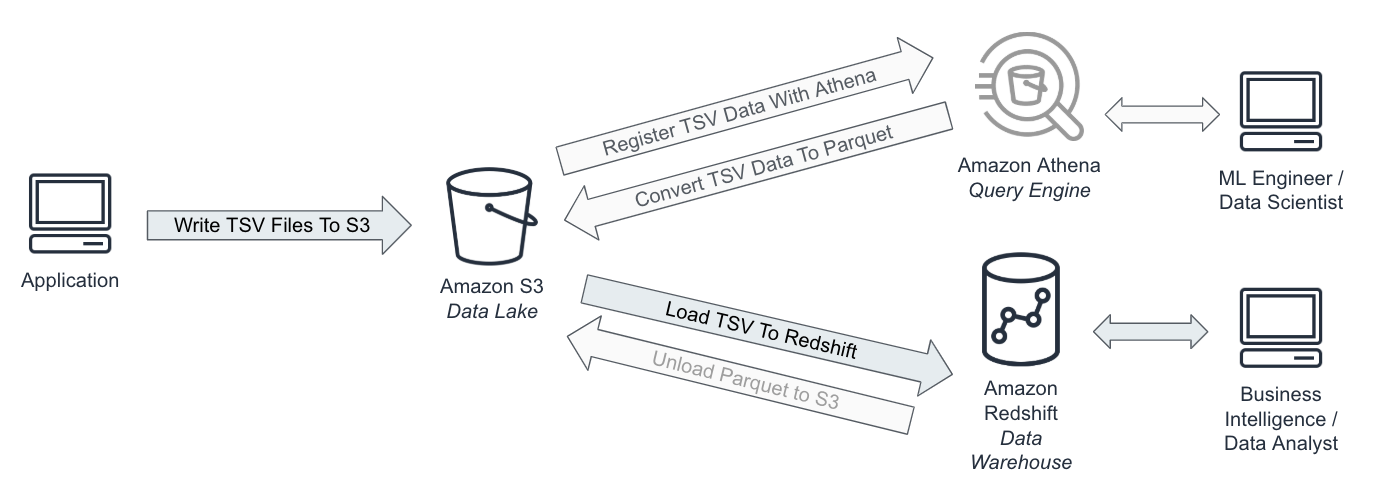 Register TSV Data With Athena
Convert TSV Data To Parquet
Amazon Athena
Query Engine
ML Engineer /
Data Scientist
Write TSV Files To S3
Application
Amazon S3
Data Lake
Load TSV To Redshift
Unload Parquet to S3
Amazon
Redshift
Data
Warehouse
Business
Intelligence /
Data Analyst